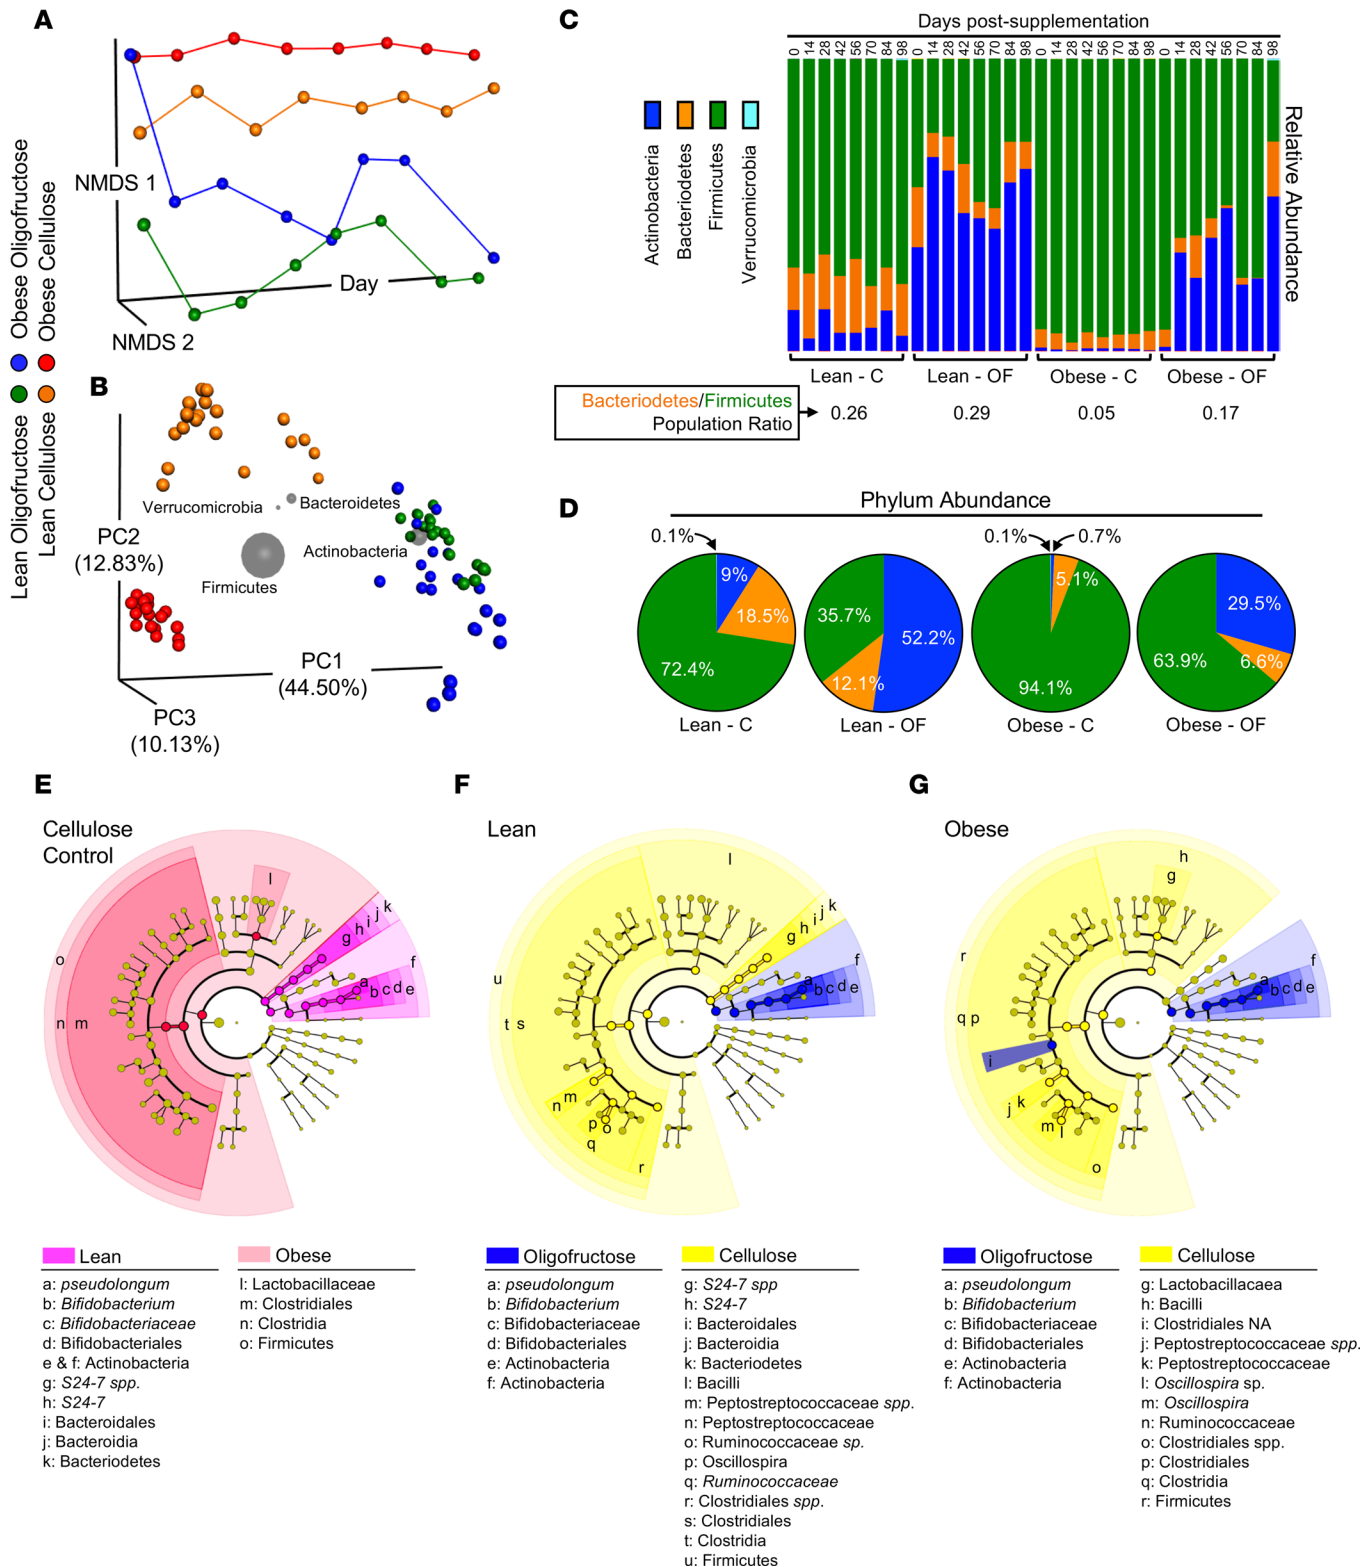 A
NMDS 1
Day
NMDS 2
Obese Oligofructose
Obese Cellulose
Lean Oligofructose
Lean Cellulose
B
Verrucomicrobia
Bacteroidetes
Actinobacteria
Firmicutes
PC2
(12.83%)
PC1
(44.50%)
PC3
(10.13%)
C
Days post-supplementation
0 14 28 42 56 70 84 98 0 14 28 42 56 70 84 98 0 14 28 42 56 70 84 98 0 14 28 42 56 70 84 98
Actinobacteria
Bacteriodetes
Firmicutes
Verrucomicrobia
Relative Abundance
Lean - C
Lean - OF
Obese - C
Obese - OF
Bacteriodetes/Firmicutes
Population Ratio
0.26
0.29
0.05
0.17
D
Phylum Abundance
0.1%
9%
18.5%
72.4%
Lean - C
35.7%
52.2%
12.1%
Lean - OF
0.1%
0.7%
5.1%
94.1%
Obese - C
29.5%
6.6%
63.9%
Obese - OF
E
Cellulose
Control
l
k
j
i
h
g
f
a
b c d e
o
n m
Lean
a: pseudolongum
b: Bifidobacterium
c: Bifidobacteriaceae
d: Bifidobacteriales
e & f: Actinobacteria
g: S24-7 spp.
h: S24-7
i: Bacteroidales
j: Bacteroidia
k: Bacteriodetes
Obese
l: Lactobacillaceae
m: Clostridiales
n: Clostridia
o: Firmicutes
F
Lean
l
k
j
i
h
g
f
a
b c d e
u
t s
n m
p o
q
r
Oligofructose
a: pseudolongum
b: Bifidobacterium
c: Bifidobacteriaceae
d: Bifidobacteriales
e: Actinobacteria
f: Actinobacteria
Cellulose
g: S24-7 spp
h: S24-7
i: Bacteroidales
j: Bacteroidia
k: Bacteriodetes
l: Bacilli
m: Peptostreptococcaceae spp.
n: Peptostreptococcaceae
o: Ruminococcaceae sp.
p: Oscillospira
q: Ruminococcaceae
r: Clostridiales spp.
s: Clostridiales
t: Clostridia
u: Firmicutes
G
Obese
h
g
f
a
b c d e
r
q p
i
j k
m l
o
Oligofructose
a: pseudolongum
b: Bifidobacterium
c: Bifidobacteriaceae
d: Bifidobacteriales
e: Actinobacteria
f: Actinobacteria
Cellulose
g: Lactobacillacaea
h: Bacilli
i: Clostridiales NA
j: Peptostreptococcaceae spp.
k: Peptostreptococcaceae
l: Oscillospira sp.
m: Oscillospira
n: Ruminococcaceae
o: Clostridiales spp.
p: Clostridiales
q: Clostridia
r: Firmicutes